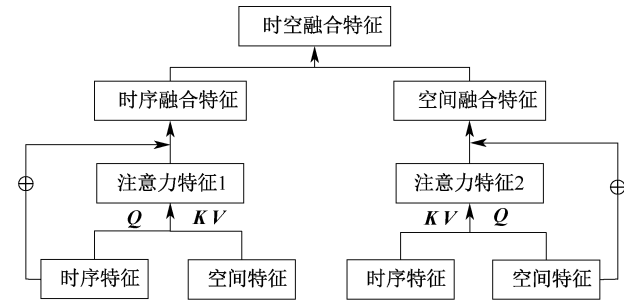 时空融合特征
时序融合特征 空间融合特征
注意力特征1 注意力特征2
Q K V K V Q
时序特征 空间特征 时序特征 空间特征